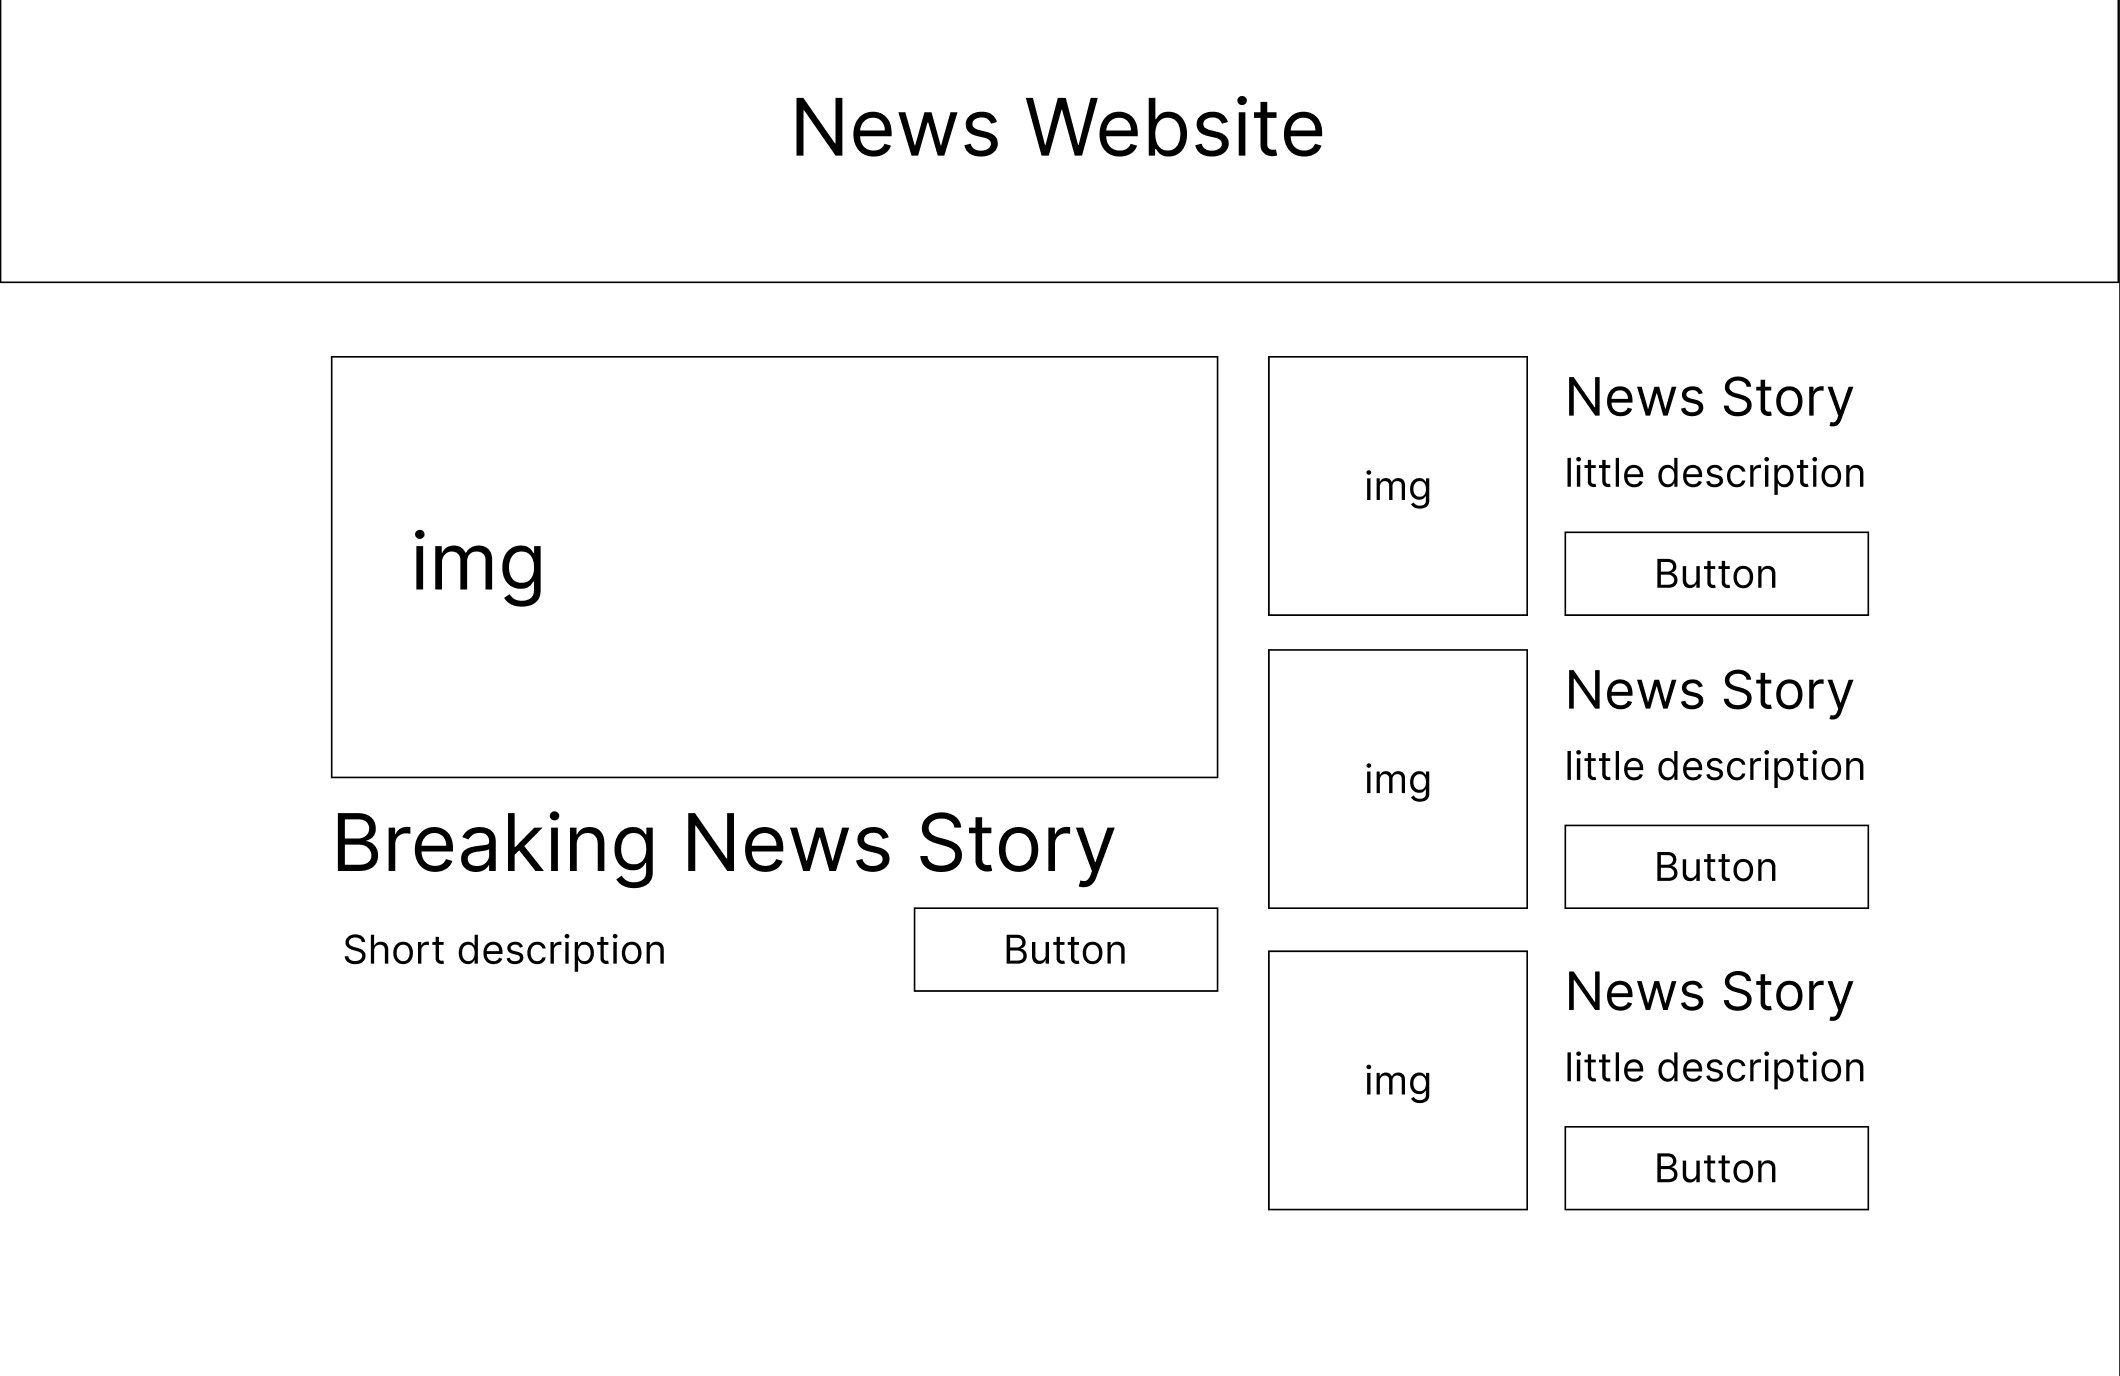 News Website
img
Breaking News Story
Short description
Button
img
News Story
little description
Button
img
News Story
little description
Button
img
News Story
little description
Button